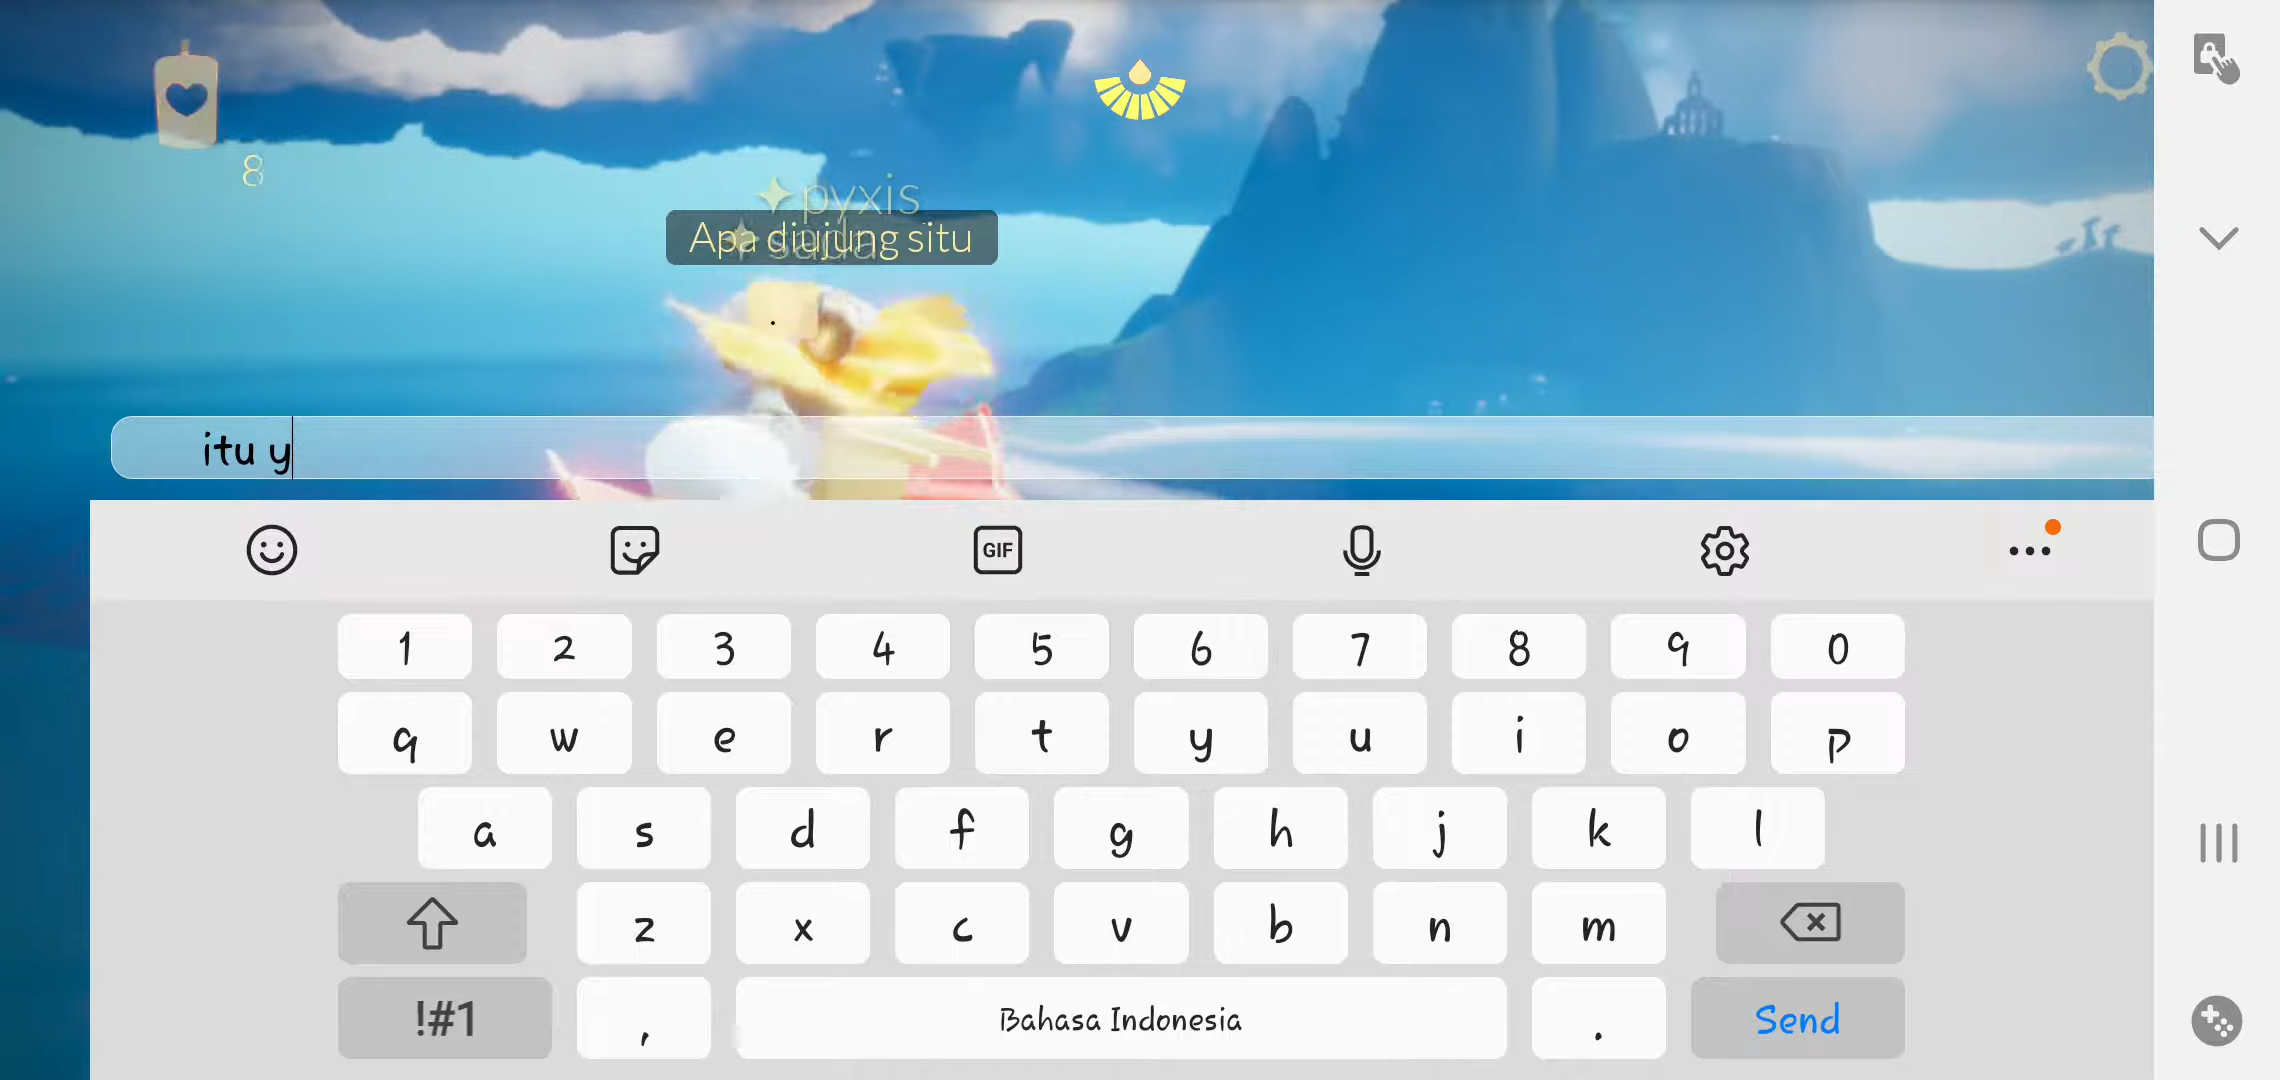 8
pyxis
sada
Apa diujung situ
itu y
GIF
1 2 3 4 5 6 7 8 9 0
q w e r t y u i o p
a s d f g h j k l
z x c v b n m
!#1 , Bahasa Indonesia . Send